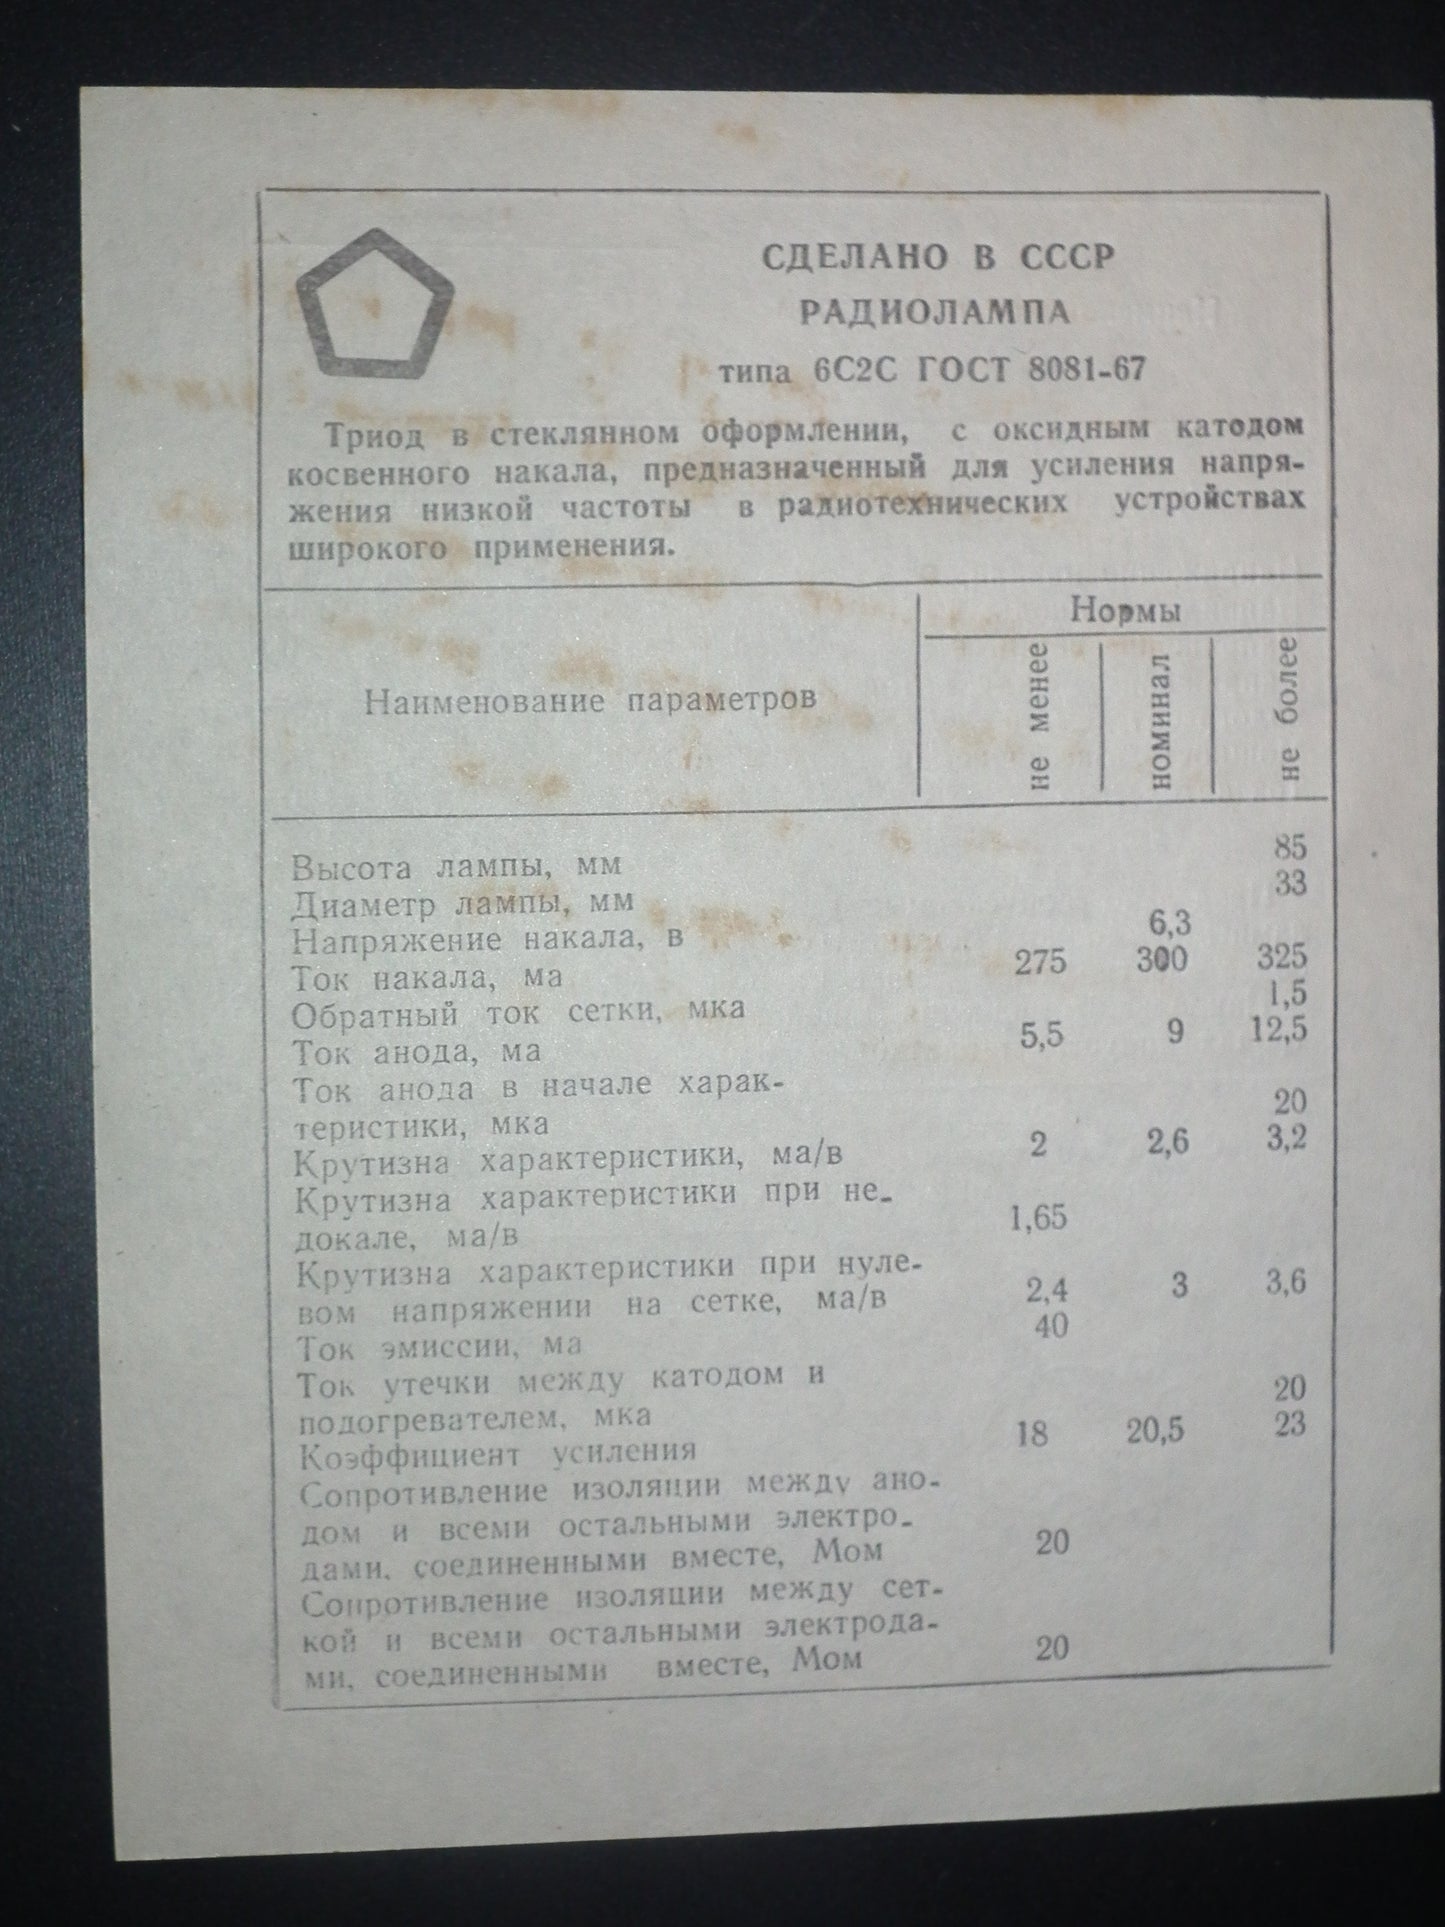 СДЕЛАНО В СССР
РАДИОЛАМПА
типа 6С2С ГОСТ 8081-67
Триод в стеклянном оформлении, с оксидным катодом
косвенного накала, предназначенный для усиления напря-
жения низкой частоты в радиотехнических устройствах
широкого применения.
Наименование параметров
Нормы
не менее
номинал
не более
Высота лампы, мм 85
Диаметр лампы, мм 33
Напряжение накала, в 6,3
Ток накала, ма 275 300 325
Обратный ток сетки, мка 1,5
Ток анода, ма 5,5 9 12,5
Ток анода в начале харак-
теристики, мка 20
Крутизна характеристики, ма/в 2 2,6 3,2
Крутизна характеристики при не-
докале, ма/в 1,65
Крутизна характеристики при нуле-
вом напряжении на сетке, ма/в 2,4 3 3,6
Ток эмиссии, ма 40
Ток утечки между катодом и
подогревателем, мка 20
Коэффициент усиления 18 20,5 23
Сопротивление изоляции между ано-
дом и всеми остальными электро-
дами, соединенными вместе, Мом 20
Сопротивление изоляции между сет-
кой и всеми остальными электрода-
ми, соединенными вместе, Мом 20